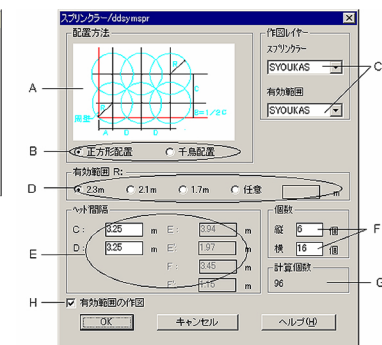 スプリンクラー/ddsymspr
配置方法
R
C
B=1/2C
原整
A D D
正方形配置 千鳥配置
作図レイヤー
スプリンクラー
SYOUKAS
有効範囲
SYOUKAS
有効範囲 R:
2.3m 2.1m 1.7m 任意 m
ヘッド間隔
C: 3.25 m E: 3.94 m
D: 3.25 m E': 1.97 m
F: 3.45 m
F': 1.15 m
個数
縦 6 個
横 16 個
計算個数
96
有効範囲の作図
OK キャンセル ヘルプ(H)
A
B
C
D
E
F
G
H